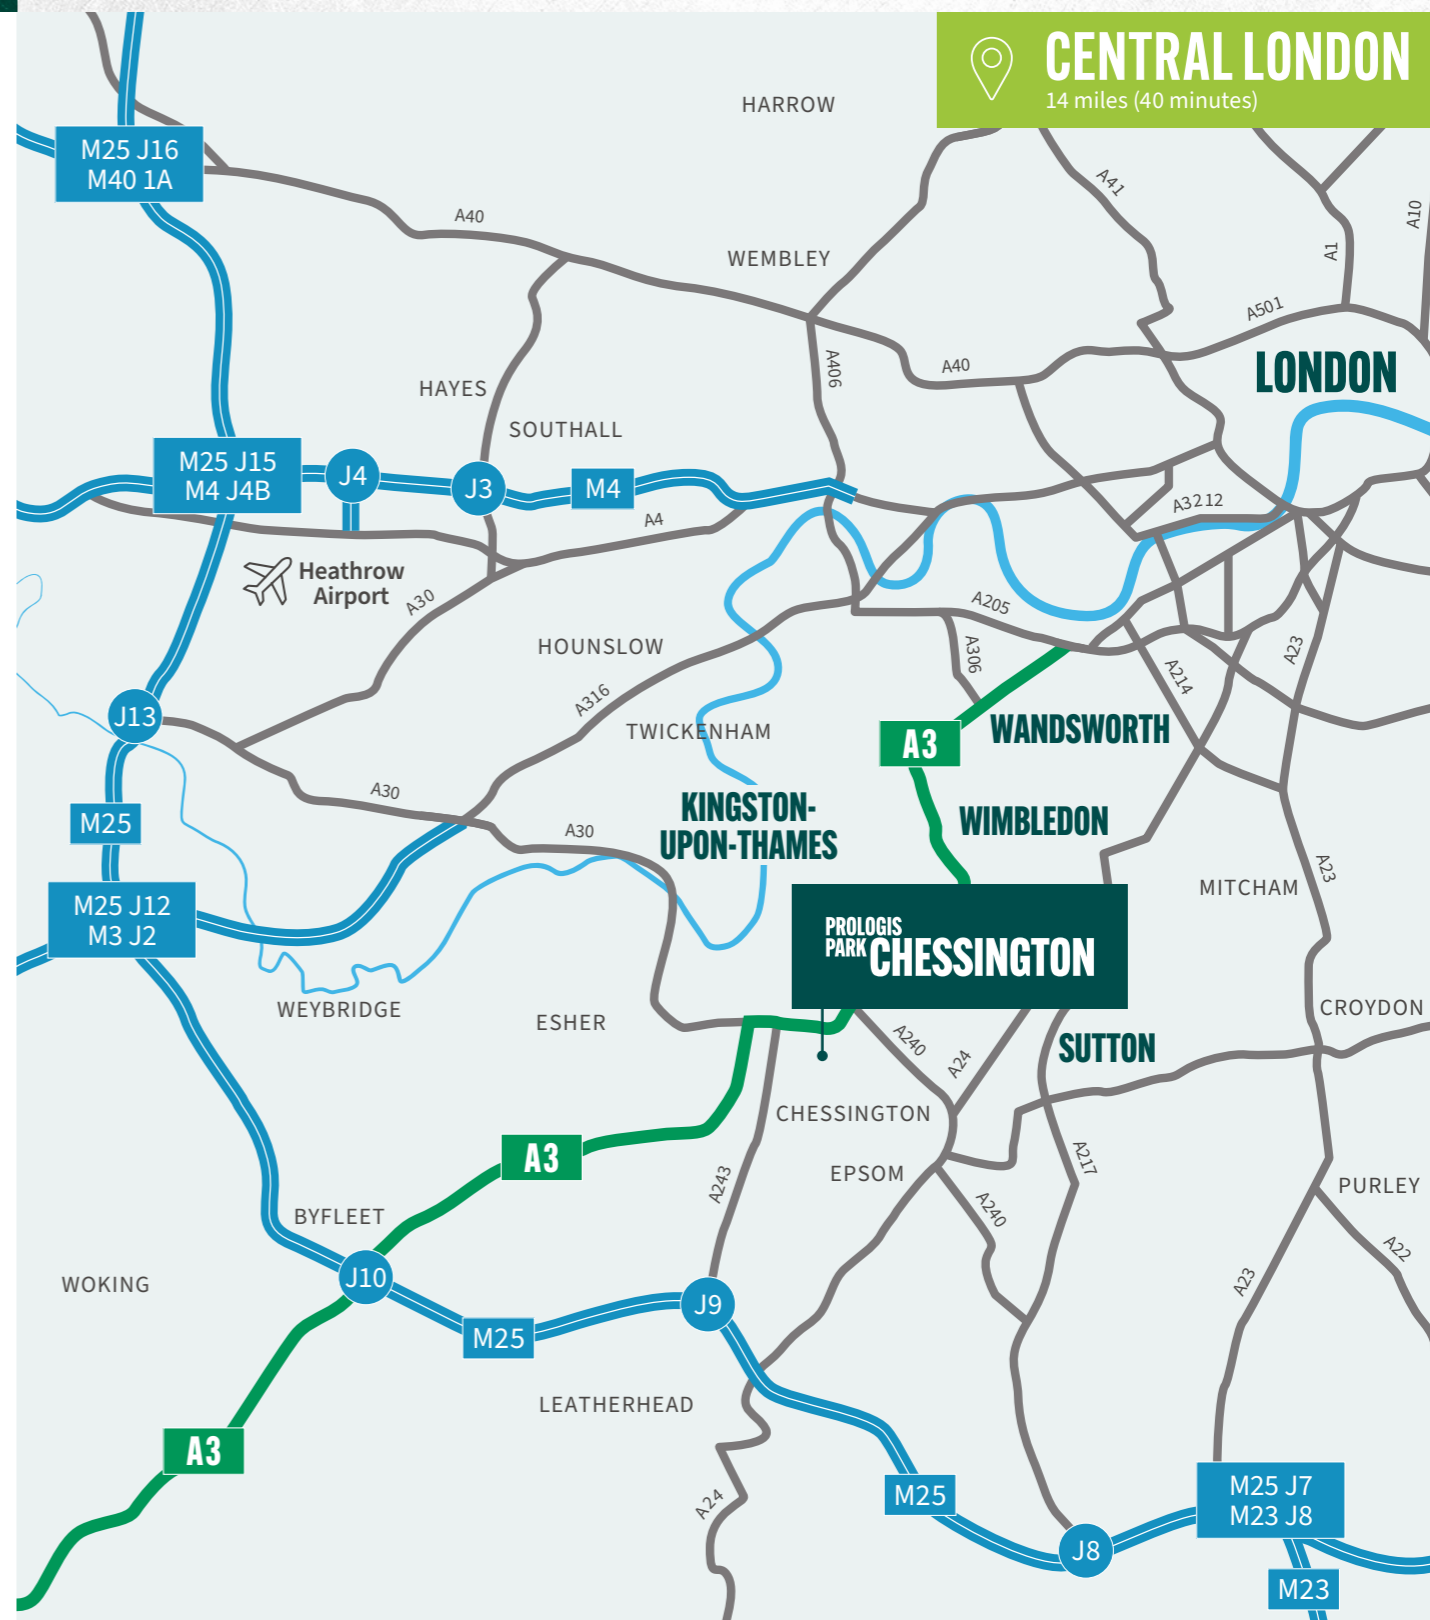 CENTRAL LONDON
14 miles (40 minutes)
HARROW
M25 J16
M40 1A
A41
A10
A40
A1
WEMBLEY
A501
A406
A40
LONDON
HAYES
SOUTHALL
M25 J15
M4 J4B
J4
J3
M4
A3212
A4
Heathrow
Airport
A30
A205
HOUNSLOW
A306
A23
A214
A316
J13
TWICKENHAM
WANDSWORTH
A3
A30
KINGSTON-
UPON-THAMES
M25
A30
WIMBLEDON
A23
MITCHAM
M25 J12
M3 J2
PROLOGIS
PARK CHESSINGTON
WEYBRIDGE
ESHER
CROYDON
A240
A24
SUTTON
CHESSINGTON
A3
A217
EPSOM
A243
PURLEY
BYFLEET
A240
A22
WOKING
J10
A23
J9
M25
LEATHERHEAD
A3
A24
M25
M25 J7
M23 J8
J8
M23